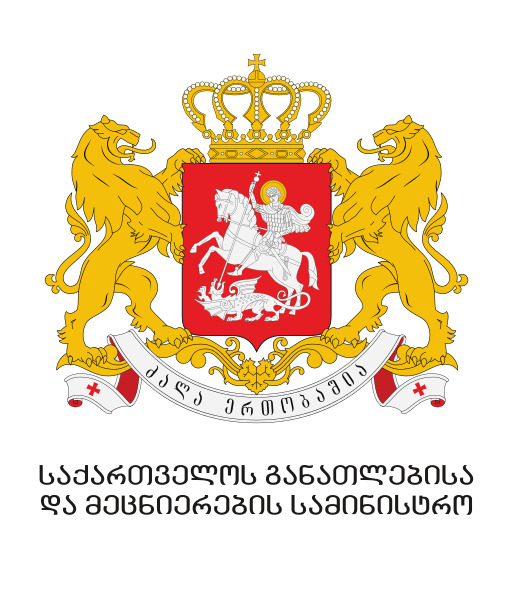 ძალა ერთობაშია
საქართველოს განათლებისა
და მეცნიერების სამინისტრო